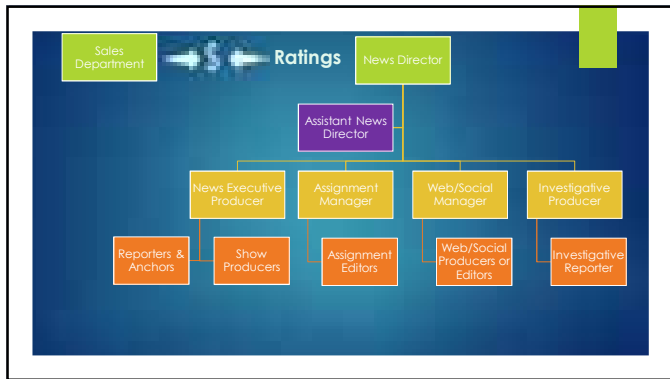 Sales
Department
$
Ratings
News Director
Assistant News
Director
News Executive
Producer
Assignment
Manager
Web/Social
Manager
Investigative
Producer
Reporters &
Anchors
Show
Producers
Assignment
Editors
Web/Social
Producers or
Editors
Investigative
Reporter